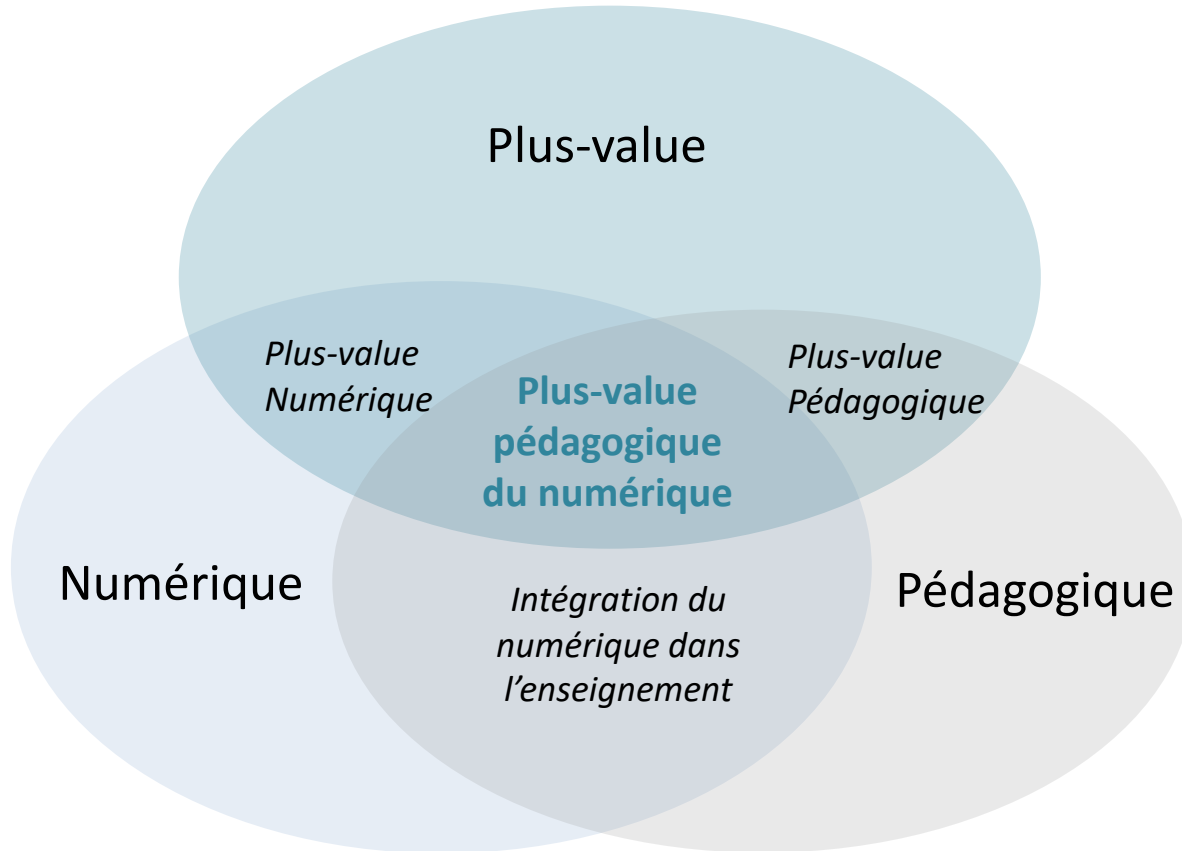 Plus-value
Plus-value
Numérique
Plus-value
pédagogique
du numérique
Plus-value
Pédagogique
Numérique
Intégration du
numérique dans
l’enseignement
Pédagogique